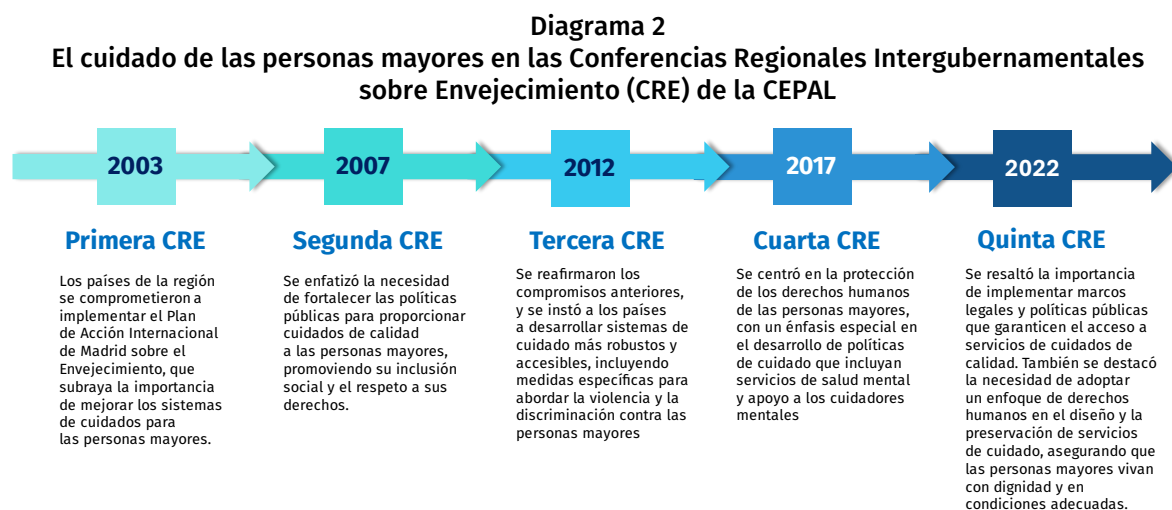 Diagrama 2
El cuidado de las personas mayores en las Conferencias Regionales Intergubernamentales
sobre Envejecimiento (CRE) de la CEPAL
2003
2007
2012
2017
2022
Primera CRE
Los países de la región
se comprometieron a
implementar el Plan
de Acción Internacional
de Madrid sobre el
Envejecimiento, que
subraya la importancia
de mejorar los sistemas
de cuidados para
las personas mayores.
Segunda CRE
Se enfatizó la necesidad
de fortalecer las políticas
públicas para proporcionar
cuidados de calidad
a las personas mayores,
promoviendo su inclusión
social y el respeto a sus
derechos.
Tercera CRE
Se reafirmaron los
compromisos anteriores,
y se instó a los países
a desarrollar sistemas de
cuidado más robustos y
accesibles, incluyendo
medidas específicas para
abordar la violencia y la
discriminación contra las
personas mayores
Cuarta CRE
Se centró en la protección
de los derechos humanos
de las personas mayores,
con un énfasis especial en
el desarrollo de políticas
de cuidado que incluyan
servicios de salud mental
y apoyo a los cuidadores
mentales
Quinta CRE
Se resaltó la importancia
de implementar marcos
legales y políticas públicas
que garanticen el acceso a
servicios de cuidados de
calidad. También se destacó
la necesidad de adoptar
un enfoque de derechos
humanos en el diseño y la
preservación de servicios
de cuidado, asegurando que
las personas mayores vivan
con dignidad y en
condiciones adecuadas.